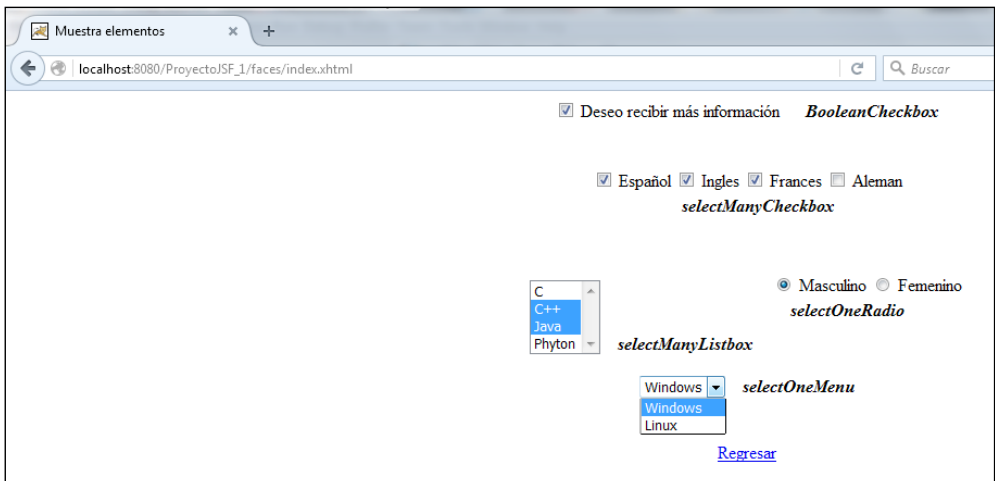 Muestra elementos × +
localhost:8080/ProyectoJSF_1/faces/index.xhtml
Buscar
Deseo recibir más información BooleanCheckbox
Español Ingles Frances Aleman
selectManyCheckbox
Masculino Femenino
selectOneRadio
C
C++
Java
Phyton
selectManyListbox
Windows selectOneMenu
Windows
Linux
Regresar